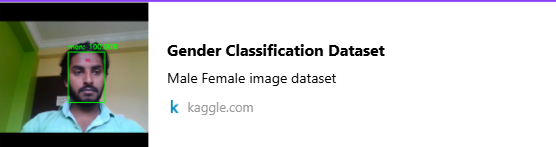 Gender Classification Dataset
Male Female image dataset
k kaggle.com